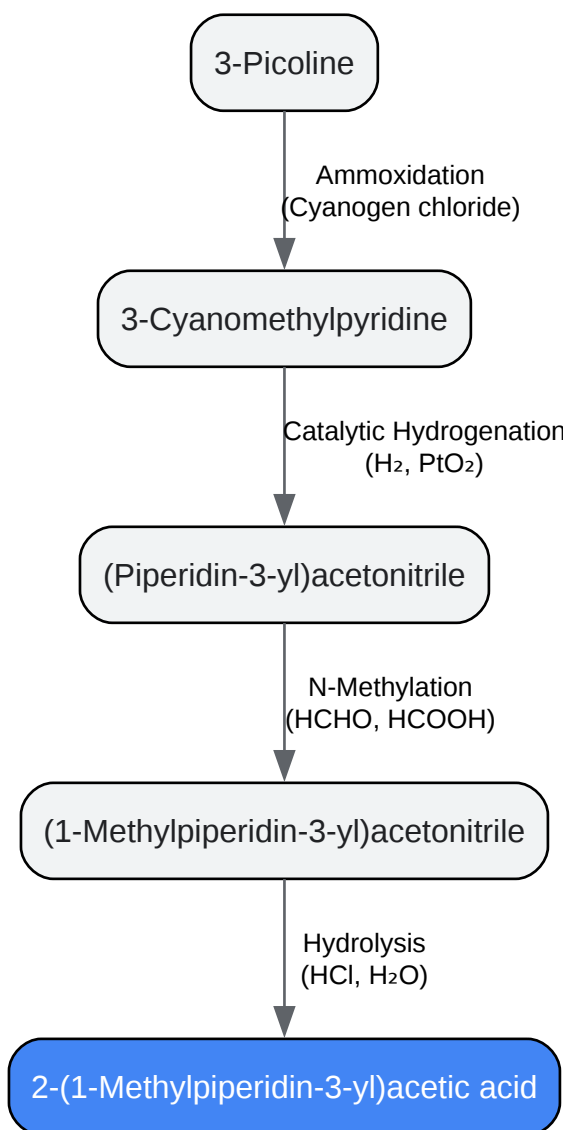 3-Picoline
Ammoxidation
(Cyanogen chloride)
3-Cyanomethylpyridine
Catalytic Hydrogenation
(H₂, PtO₂)
(Piperidin-3-yl)acetonitrile
N-Methylation
(HCHO, HCOOH)
(1-Methylpiperidin-3-yl)acetonitrile
Hydrolysis
(HCl, H₂O)
2-(1-Methylpiperidin-3-yl)acetic acid